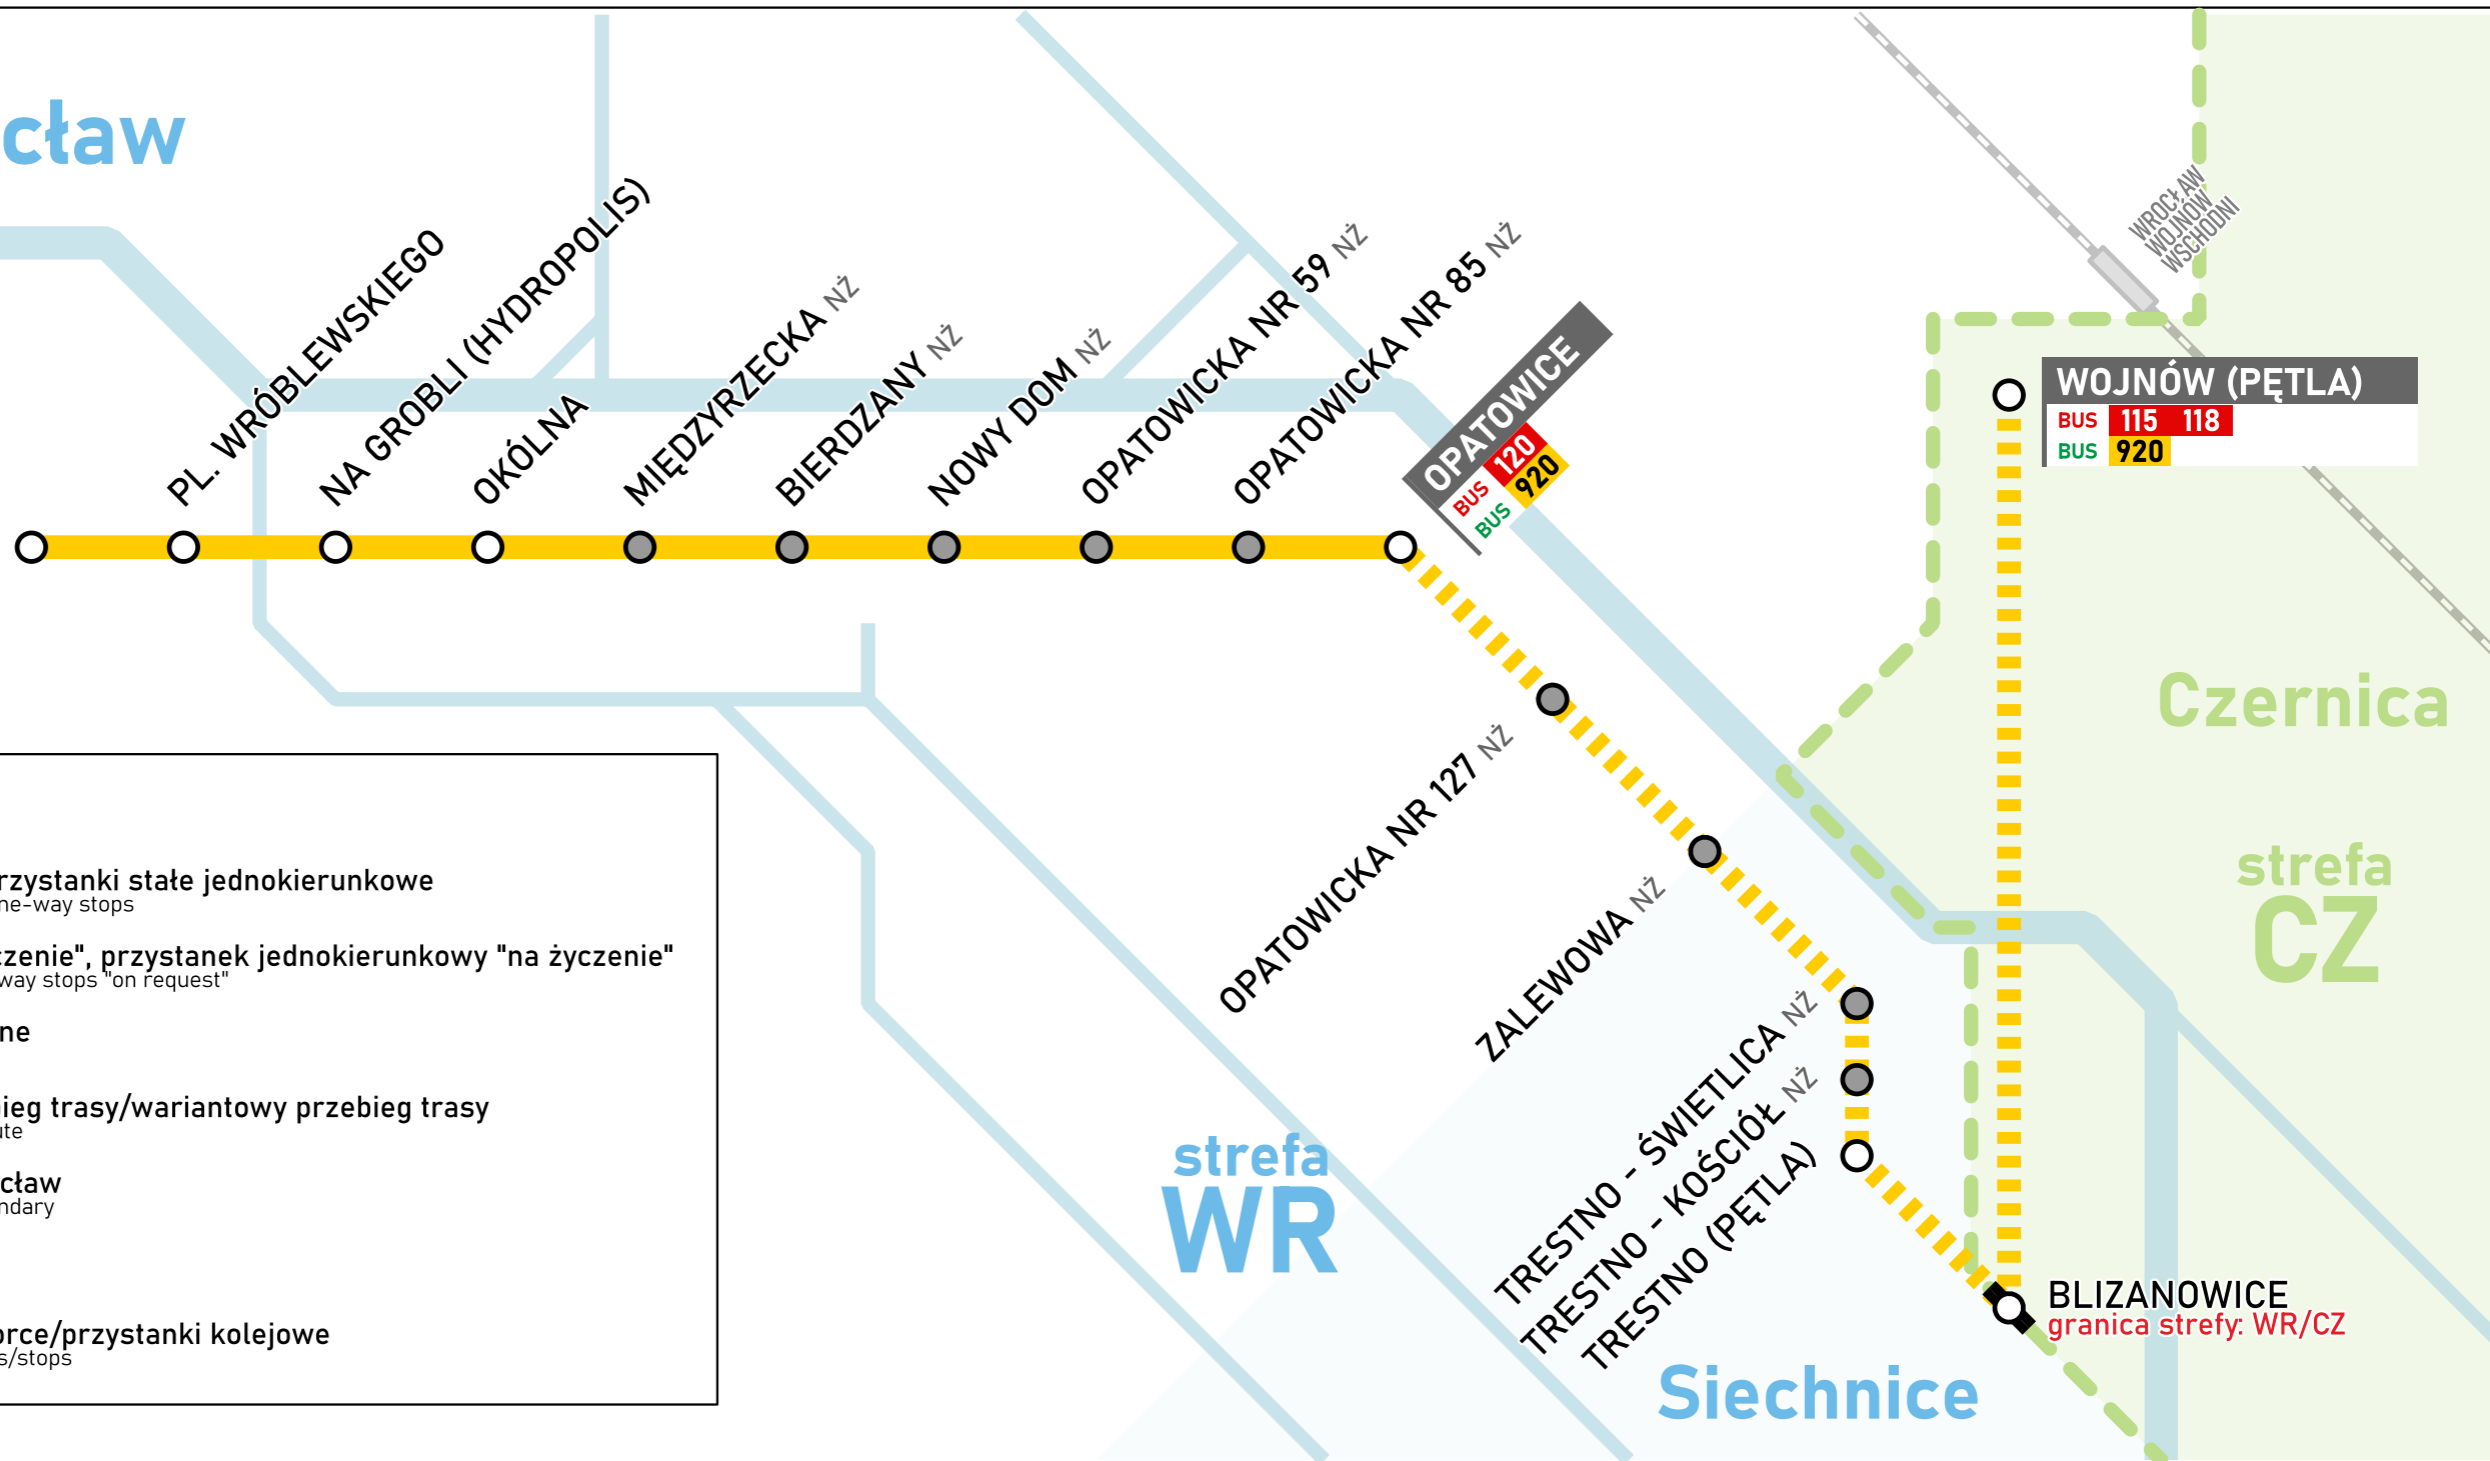 cław
PL. WRÓBLEWSKIEGO
NA GROBLI (HYDROPOLIS)
OKÓLNA
MIĘDZYRZECKA NŻ
BIERDZANY NŻ
NOWY DOM NŻ
OPATOWICKA NR 59 NŻ
OPATOWICKA NR 85 NŻ
OPATOWICE
BUS 120
BUS 920
WROCŁAW
WOJNÓW
WSCHODNI
WOJNÓW (PĘTLA)
BUS 115 118
BUS 920
Czernica
strefa
CZ
OPATOWICKA NR 127 NŻ
ZALEWOWA NŻ
TRESTNO - ŚWIETLICA NŻ
TRESTNO - KOŚCIÓŁ NŻ
TRESTNO (PĘTLA)
BLIZANOWICE
granica strefy: WR/CZ
strefa
WR
Siechnice
rzystanki stałe jednokierunkowe
ne-way stops
czenie", przystanek jednokierunkowy "na życzenie"
way stops "on request"
ne
ieg trasy/wariantowy przebieg trasy
ute
cław
ndary
orce/przystanki kolejowe
s/stops